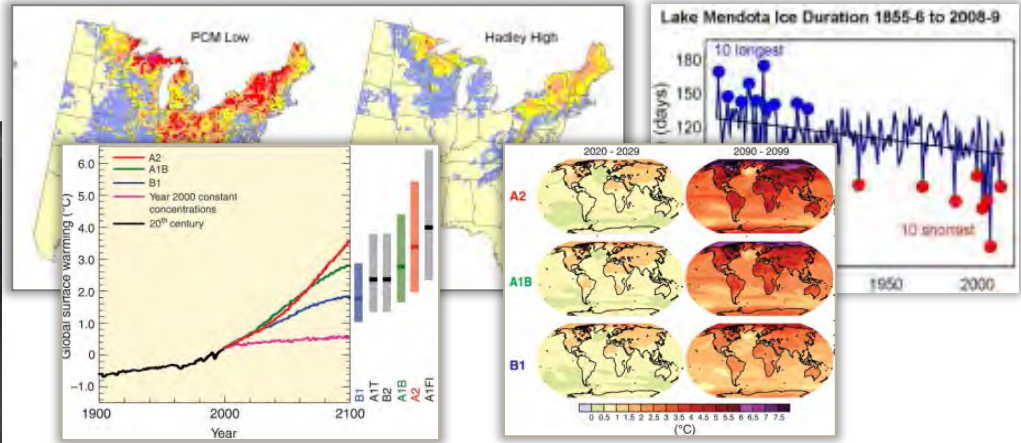 PCM Low
Hadley High
Lake Mendota Ice Duration 1855-6 to 2008-9
10 longest
180
150
120
(days)
10 shortest
1950
2000
6.0
5.0
4.0
3.0
2.0
1.0
0
–1.0
Global surface warming (°C)
A2
A1B
B1
Year 2000 constant
concentrations
20th century
1900
2000
2100
Year
B1
A1T
B2
A1B
A2
A1FI
2020 - 2029
2090 - 2099
A2
A1B
B1
0 0.5 1 1.5 2 2.5 3 3.5 4 4.5 5 5.5 6 6.5 7 7.5
(°C)